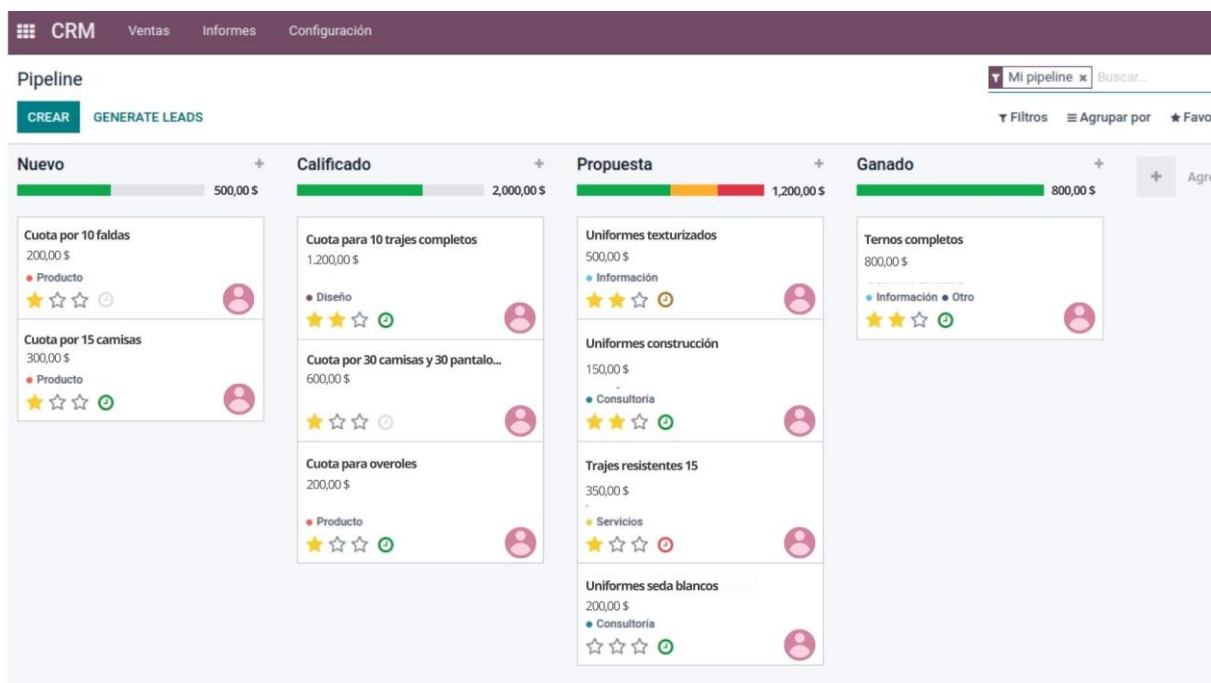 CRM Ventas Informes Configuración
Pipeline
Mi pipeline × Buscar...
CREAR GENERATE LEADS
Filtros Agrupar por Favo
Nuevo
500,00 $
Cuota por 10 faldas
200,00 $
Producto
Cuota por 15 camisas
300,00 $
Producto
Calificado
2,000,00 $
Cuota para 10 trajes completos
1.200,00 $
Diseño
Cuota por 30 camisas y 30 pantalo...
600,00 $
Cuota para overoles
200,00 $
Producto
Propuesta
1,200,00 $
Uniformes texturizados
500,00 $
Información
Uniformes construcción
150,00 $
Consultoría
Trajes resistentes 15
350,00 $
Servicios
Uniformes seda blancos
200,00 $
Consultoría
Ganado
800,00 $
Ternos completos
800,00 $
Información Otro
Agre